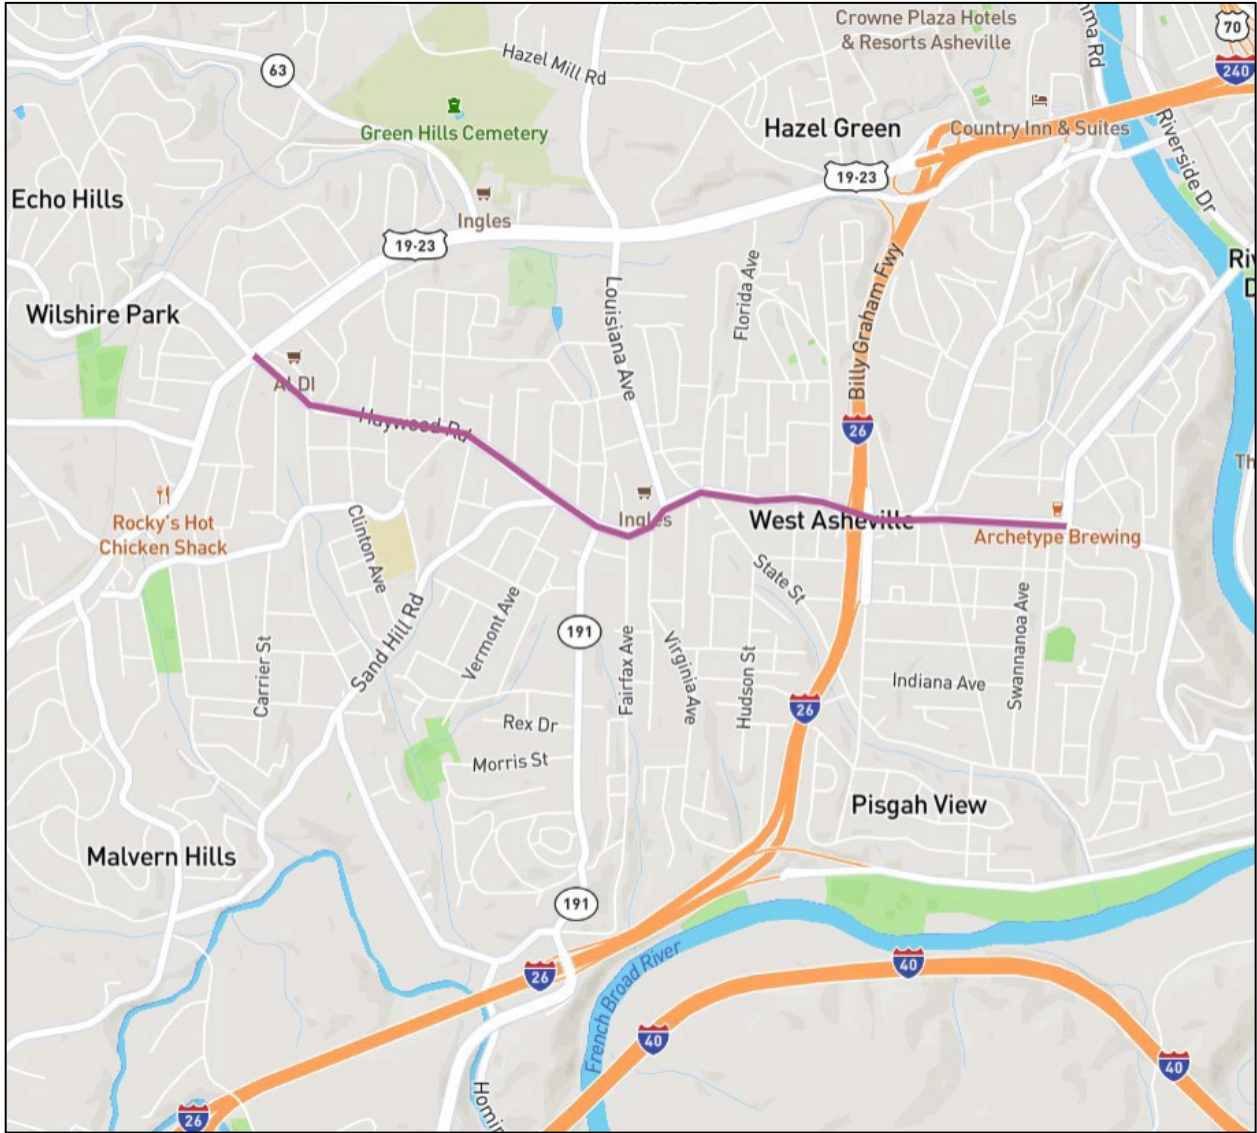 Crowne Plaza Hotels
& Resorts Asheville
70
240
Hazel Mill Rd
63
Green Hills Cemetery
Hazel Green
Country Inn & Suites
Riverside Dr
19-23
Echo Hills
Ingles
19-23
Wilshire Park
Louisiana Ave
Florida Ave
Billy Graham Fwy
ALDI
Haywood Rd
26
Rocky's Hot
Chicken Shack
Ingles
West Asheville
Archetype Brewing
Clinton Ave
Sand Hill Rd
Vermont Ave
State St
191
Carrier St
Fairfax Ave
Virginia Ave
Hudson St
Swannanoa Ave
Indiana Ave
26
Rex Dr
Morris St
Pisgah View
Malvern Hills
191
26
French Broad River
40
40
40
26